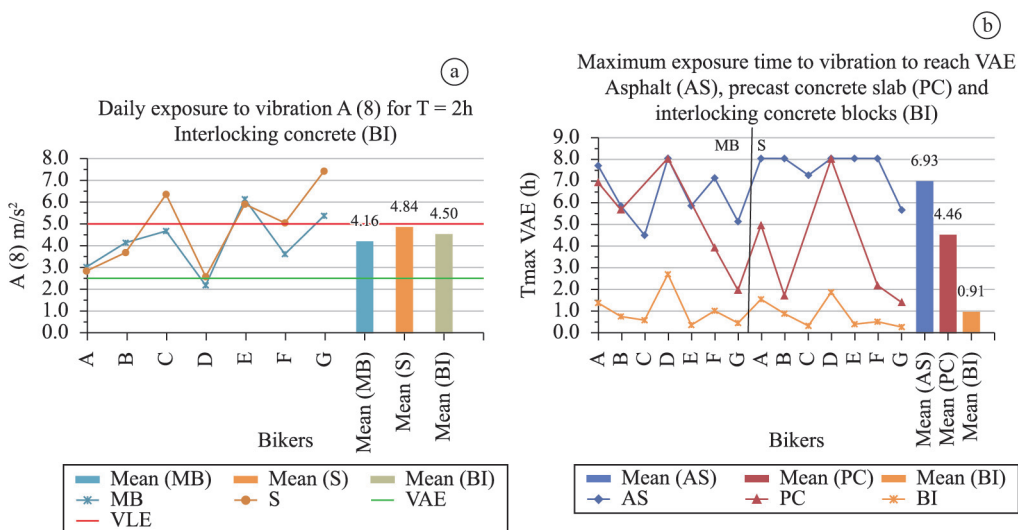 a
Daily exposure to vibration A (8) for T = 2h
Interlocking concrete (BI)
8.0
7.0
6.0
5.0
4.0
3.0
2.0
1.0
0.0
A (8) m/s²
4.16
4.84
4.50
A
B
C
D
E
F
G
Mean (MB)
Mean (S)
Mean (BI)
Bikers
Mean (MB) Mean (S) Mean (BI)
MB S VAE
VLE
b
Maximum exposure time to vibration to reach VAE
Asphalt (AS), precast concrete slab (PC) and
interlocking concrete blocks (BI)
9.0
8.0
7.0
6.0
5.0
4.0
3.0
2.0
1.0
0.0
Tmax VAE (h)
MB S
6.93
4.46
0.91
A
B
C
D
E
F
G
A
B
C
D
E
F
G
Mean (AS)
Mean (PC)
Mean (BI)
Bikers
Mean (AS) Mean (PC) Mean (BI)
AS PC BI